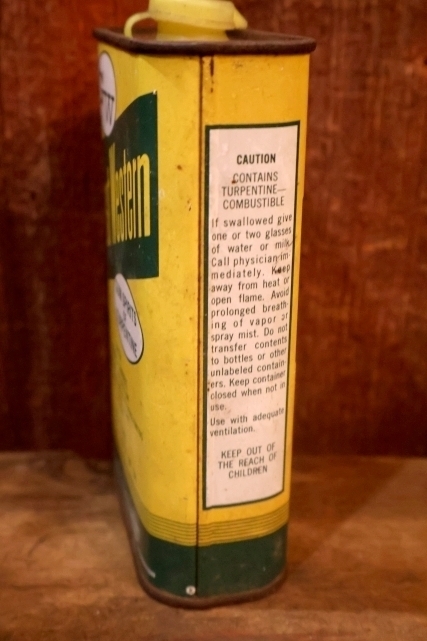 Western
CAUTION
CONTAINS
TURPENTINE—
COMBUSTIBLE
If swallowed give
one or two glasses
of water or milk.
Call physician im-
mediately. Keep
away from heat or
open flame. Avoid
prolonged breath-
ing of vapor or
spray mist. Do not
transfer contents
to bottles or other
unlabeled contain-
ers. Keep container
closed when not in
use.
Use with adequate
ventilation.
KEEP OUT OF
THE REACH OF
CHILDREN